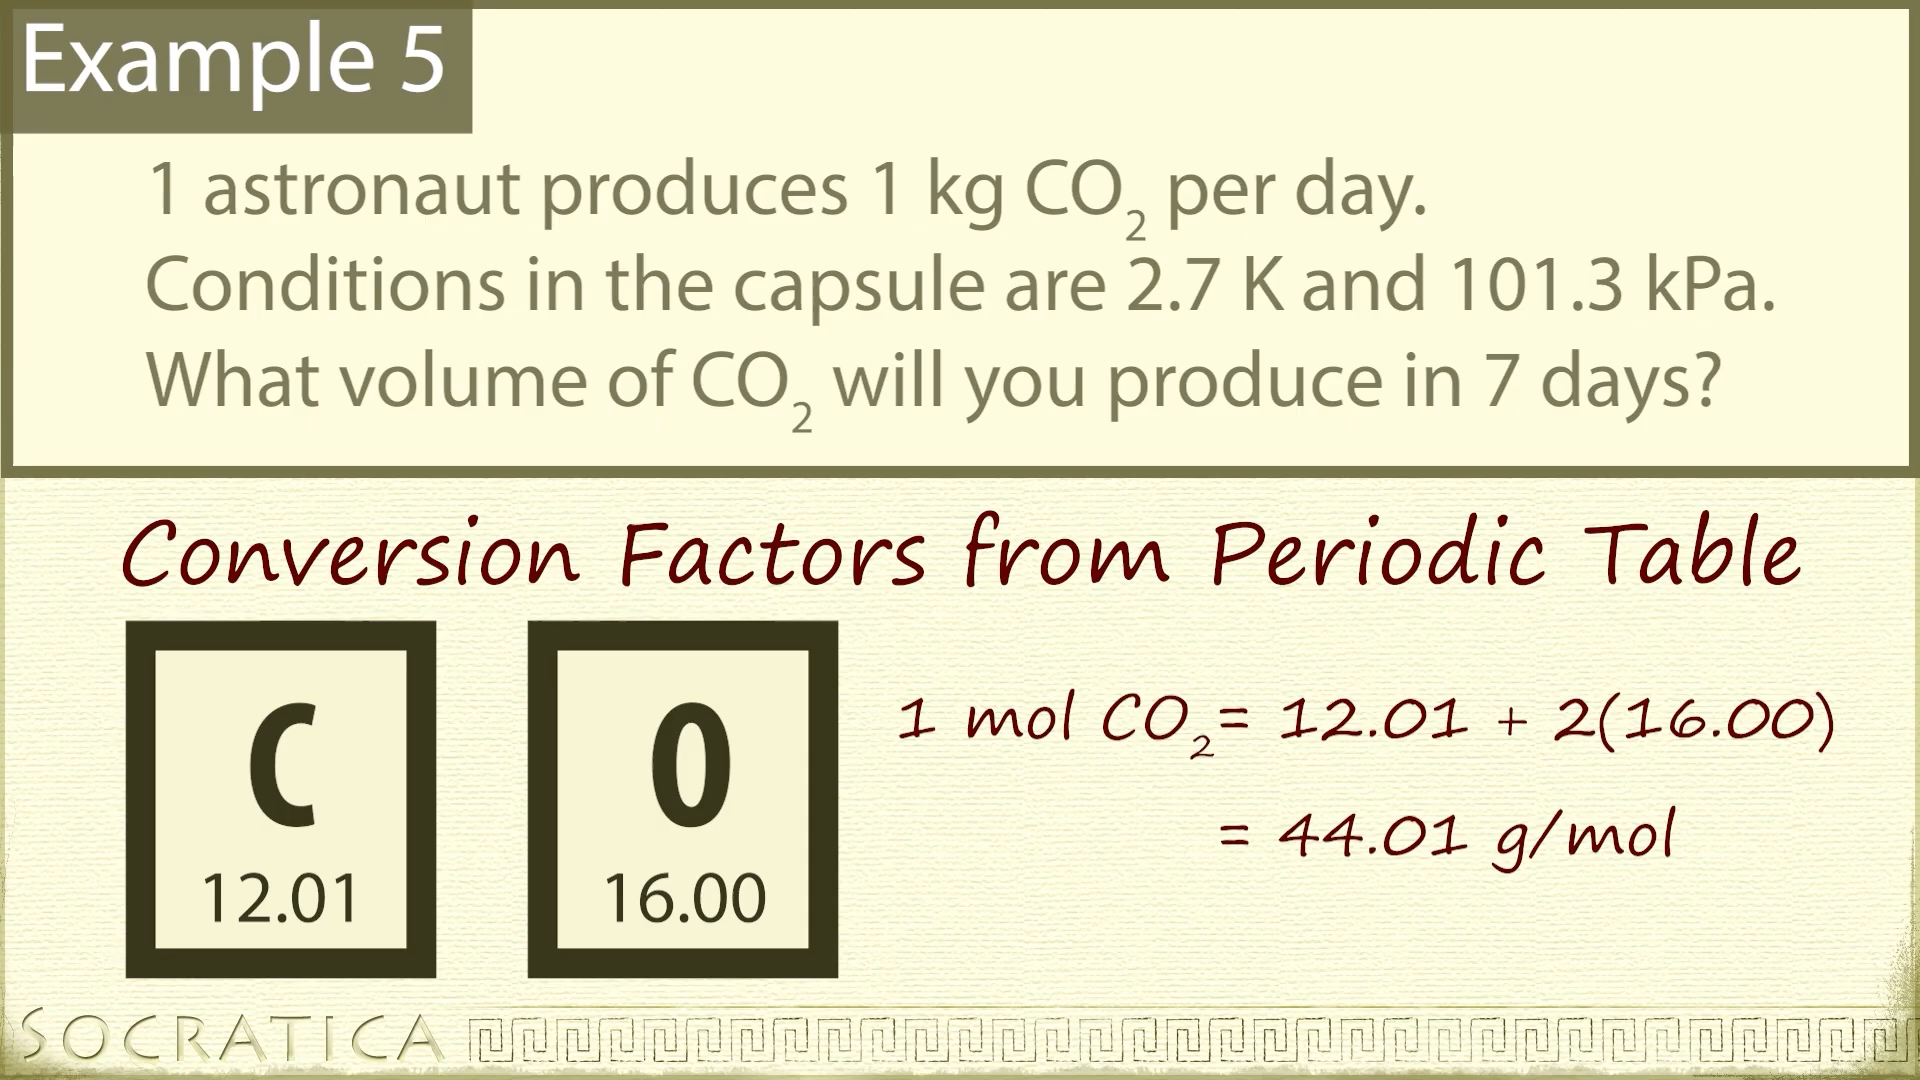 Example 5
1 astronaut produces 1 kg CO₂ per day.
Conditions in the capsule are 2.7 K and 101.3 kPa.
What volume of CO₂ will you produce in 7 days?
Conversion Factors from Periodic Table
C
12.01
O
16.00
1 mol CO₂ = 12.01 + 2(16.00)
= 44.01 g/mol
SOCRATICA